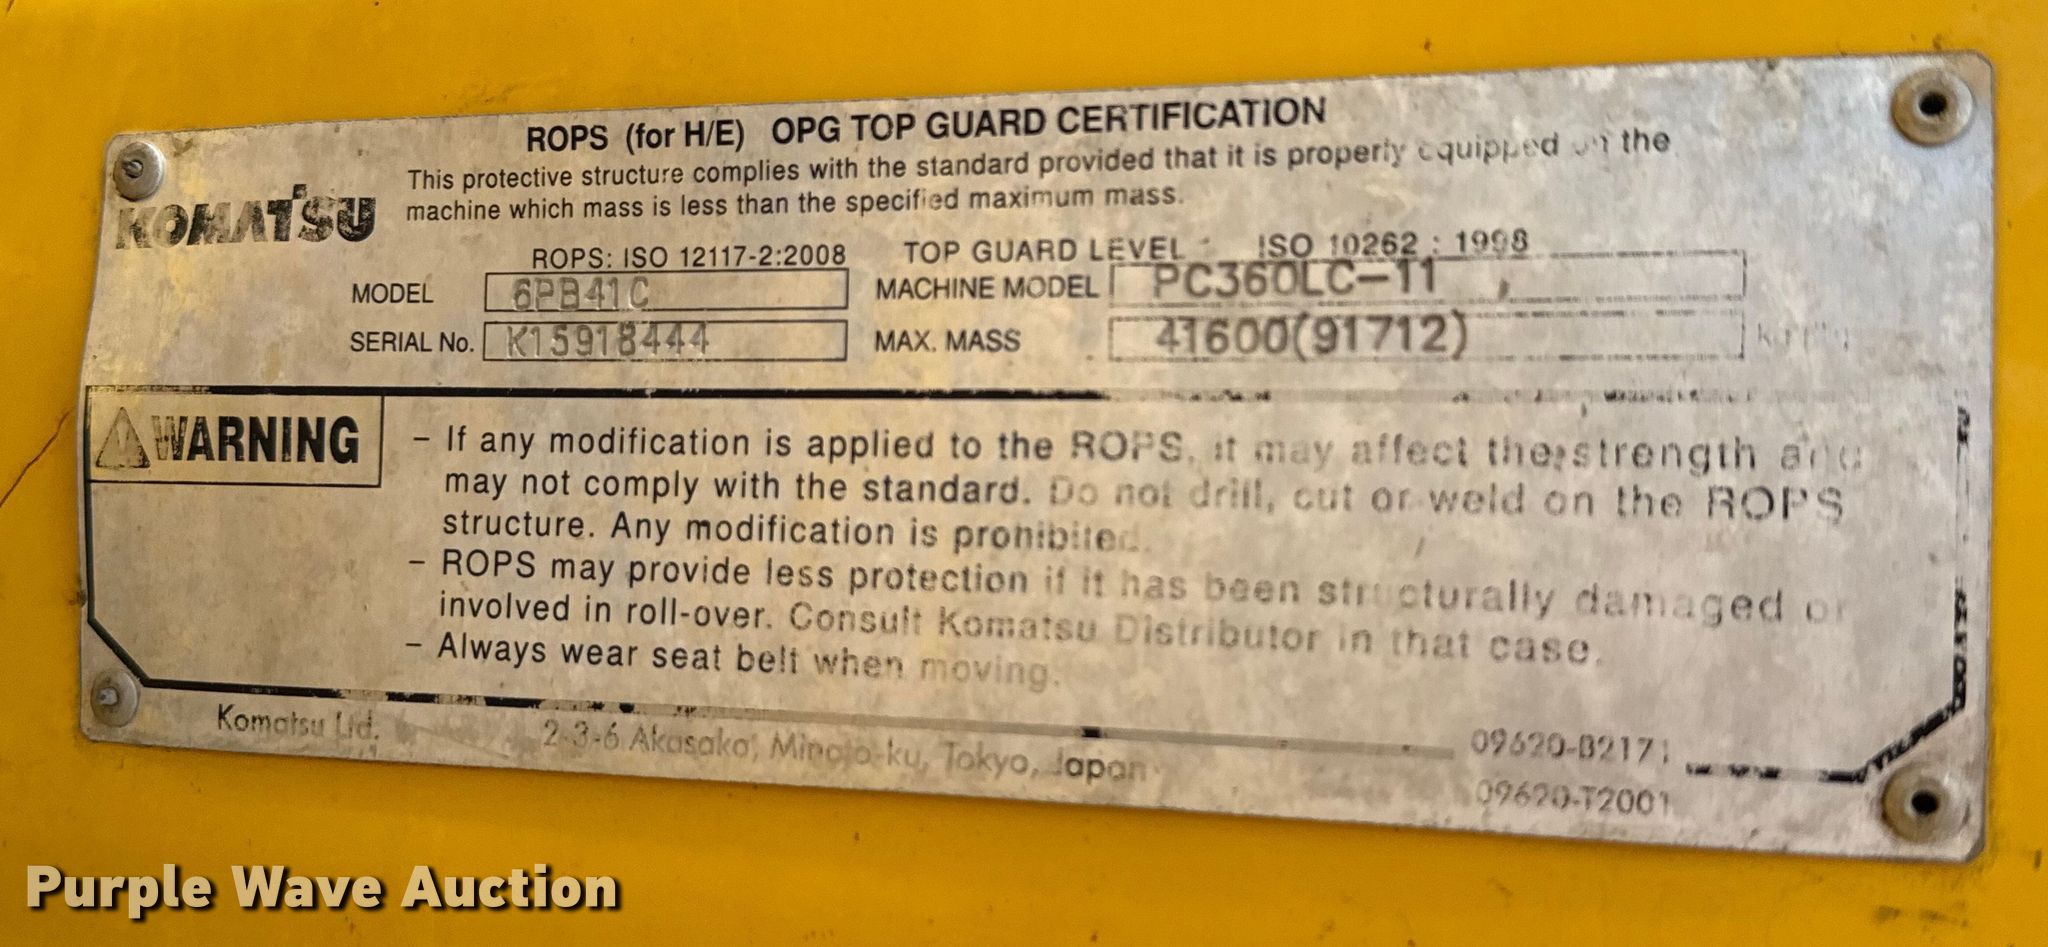 ROPS (for H/E) OPG TOP GUARD CERTIFICATION
This protective structure complies with the standard provided that it is properly equipped on the
machine which mass is less than the specified maximum mass.
KOMATSU
ROPS: ISO 12117-2:2008 TOP GUARD LEVEL ISO 10262 : 1998
MODEL 6PB41C MACHINE MODEL PC360LC-11
SERIAL No. K15918444 MAX. MASS 41600(91712)
WARNING
- If any modification is applied to the ROPS, it may affect the strength and
may not comply with the standard. Do not drill, cut or weld on the ROPS
structure. Any modification is prohibited.
- ROPS may provide less protection if it has been structurally damaged or
involved in roll-over. Consult Komatsu Distributor in that case.
- Always wear seat belt when moving.
Komatsu Ltd. 2-3-6 Akasaka, Minato-ku, Tokyo, Japan
09620-B2171
09620-T2001
Purple Wave Auction